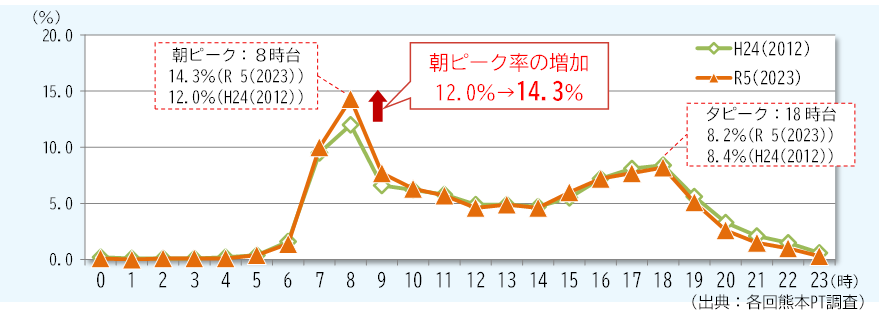 (%)
20.0
15.0
10.0
5.0
0.0
朝ピーク：８時台
14.3%(R 5(2023))
12.0%(H24(2012))
朝ピーク率の増加
12.0%→14.3%
H24(2012)
R5(2023)
夕ピーク：18時台
8.2%(R 5(2023))
8.4%(H24(2012))
0 1 2 3 4 5 6 7 8 9 10 11 12 13 14 15 16 17 18 19 20 21 22 23(時)
（出典：各回熊本PT調査）